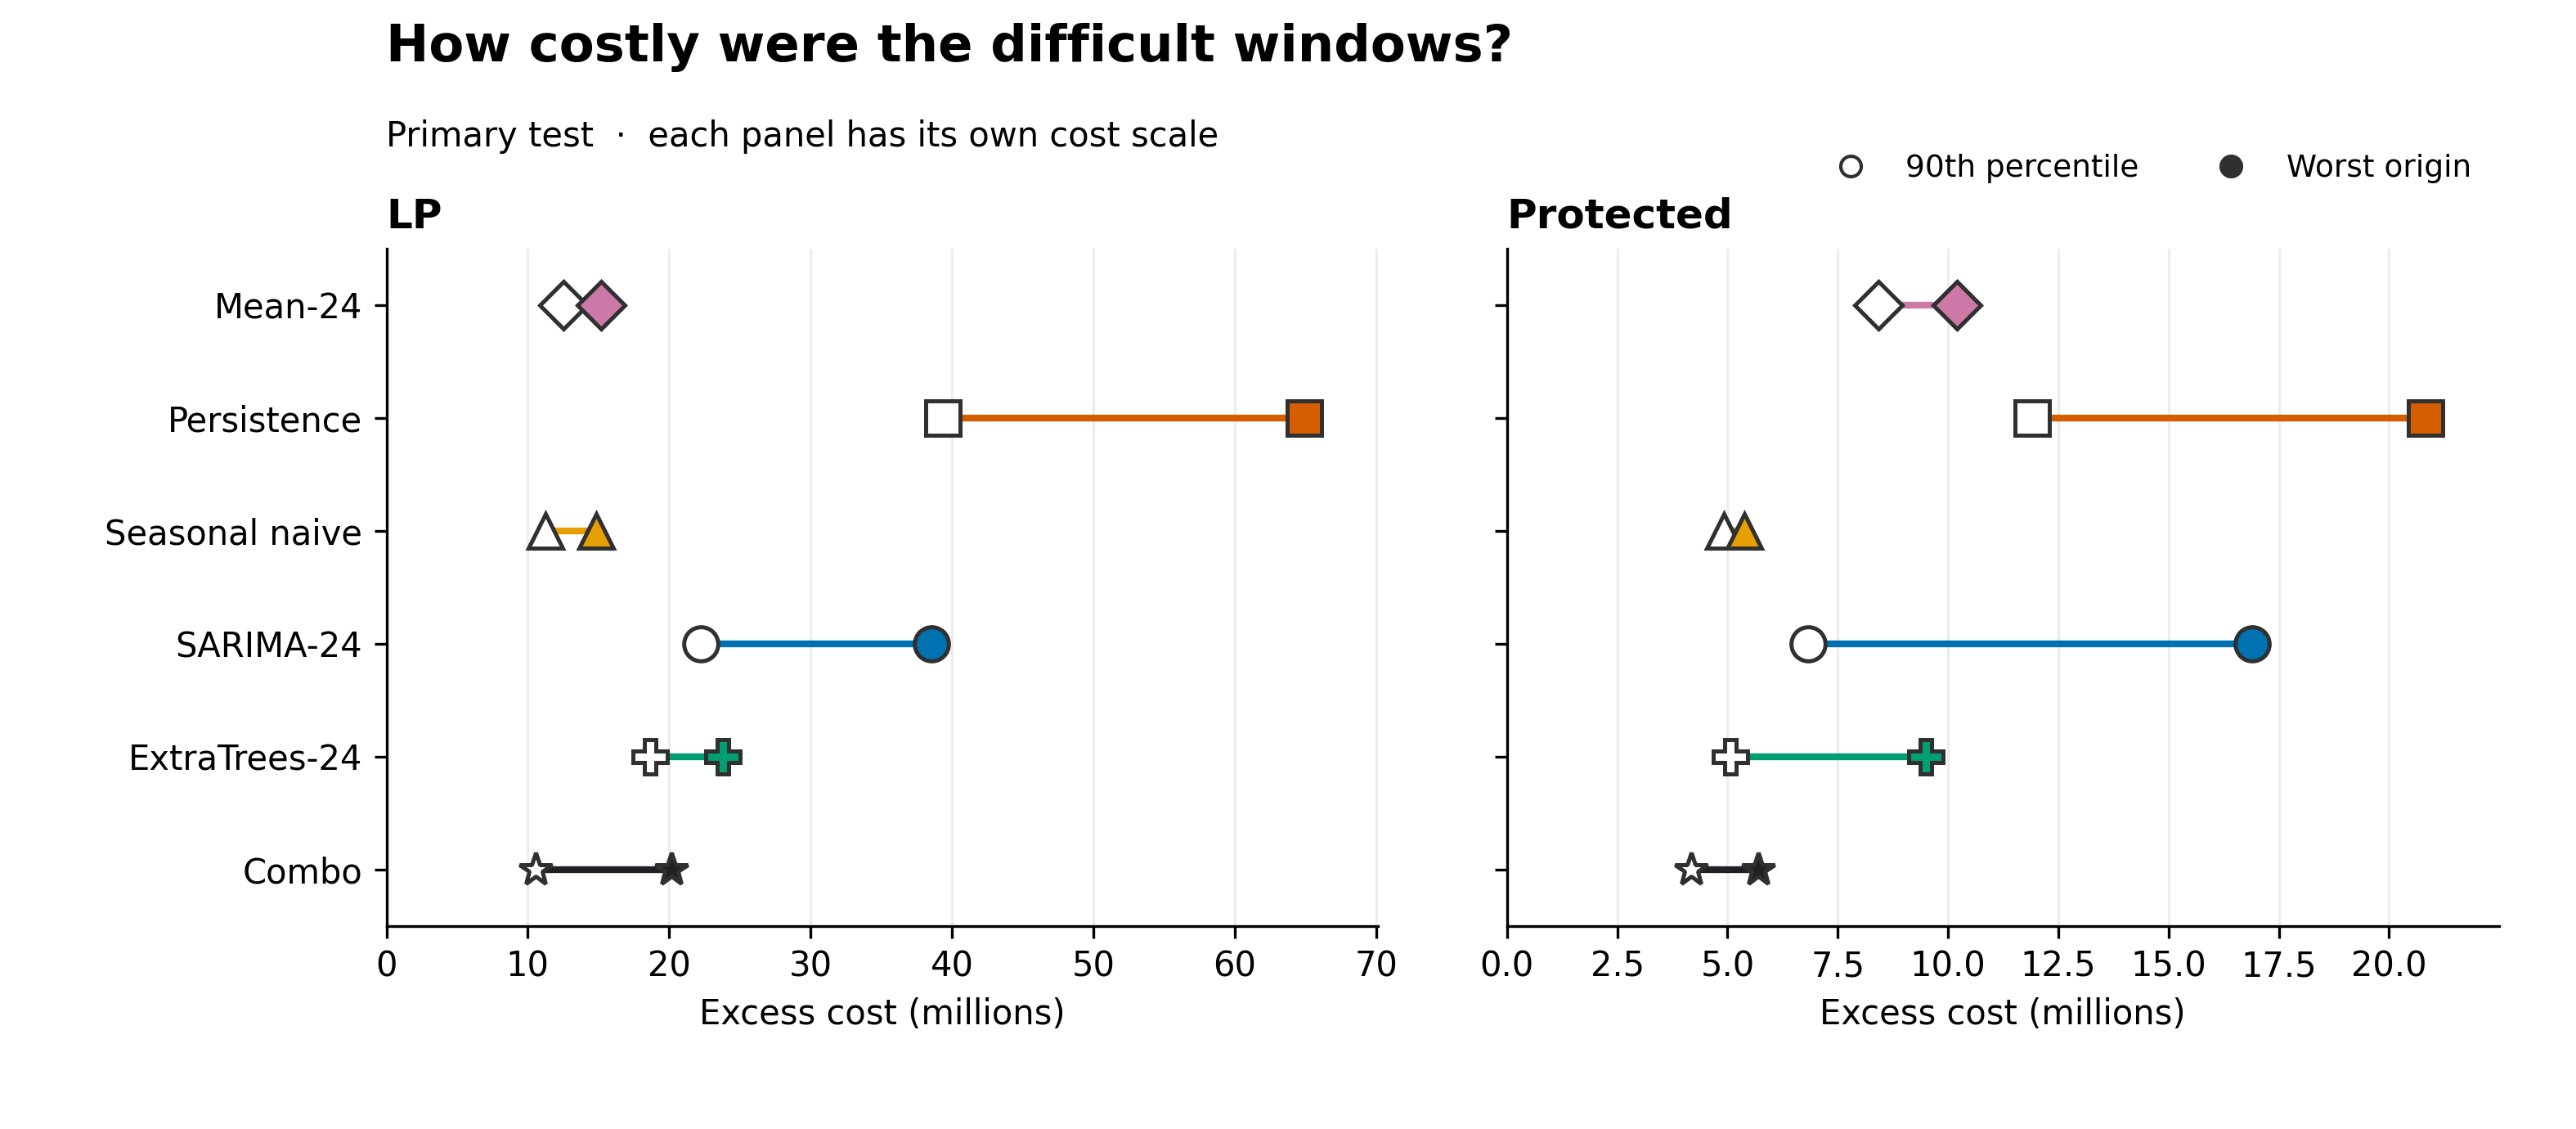 How costly were the difficult windows?
Primary test · each panel has its own cost scale
90th percentile
Worst origin
LP
Protected
Mean-24
Persistence
Seasonal naive
SARIMA-24
ExtraTrees-24
Combo
0 10 20 30 40 50 60 70
0.0 2.5 5.0 7.5 10.0 12.5 15.0 17.5 20.0
Excess cost (millions)
Excess cost (millions)